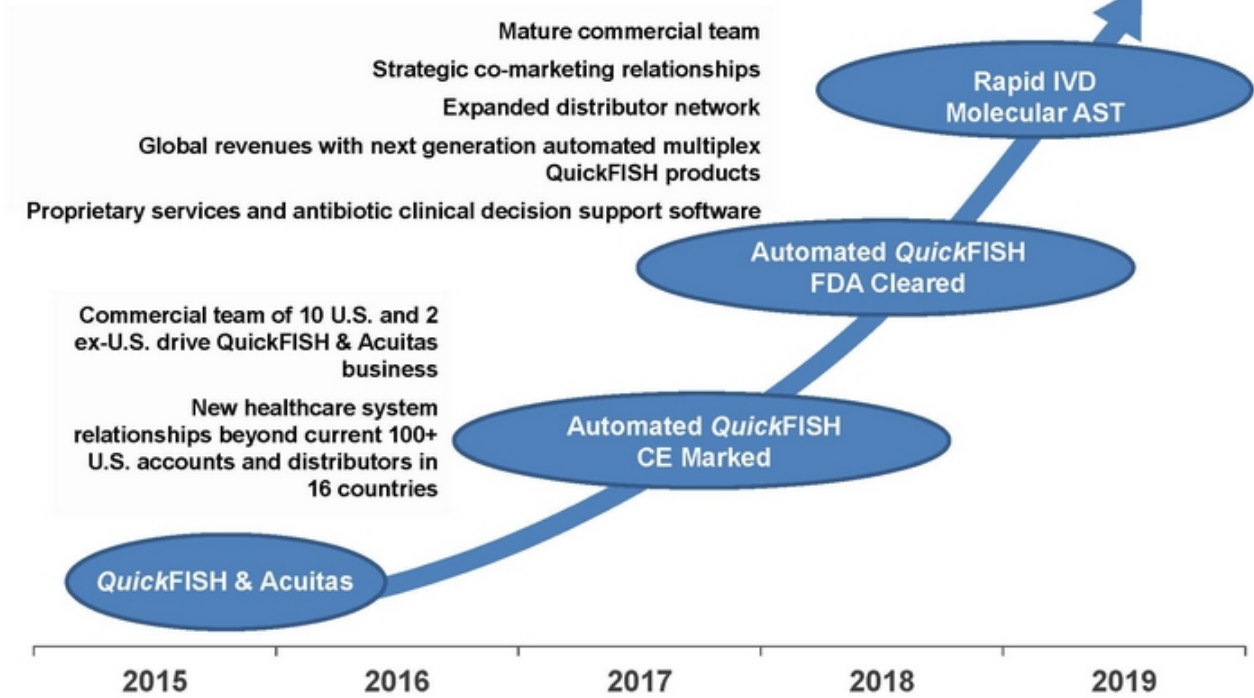 Mature commercial team
Strategic co-marketing relationships
Expanded distributor network
Global revenues with next generation automated multiplex
QuickFISH products
Proprietary services and antibiotic clinical decision support software
Rapid IVD
Molecular AST
Automated QuickFISH
FDA Cleared
Commercial team of 10 U.S. and 2
ex-U.S. drive QuickFISH & Acuitas
business
New healthcare system
relationships beyond current 100+
U.S. accounts and distributors in
16 countries
Automated QuickFISH
CE Marked
QuickFISH & Acuitas
2015 2016 2017 2018 2019